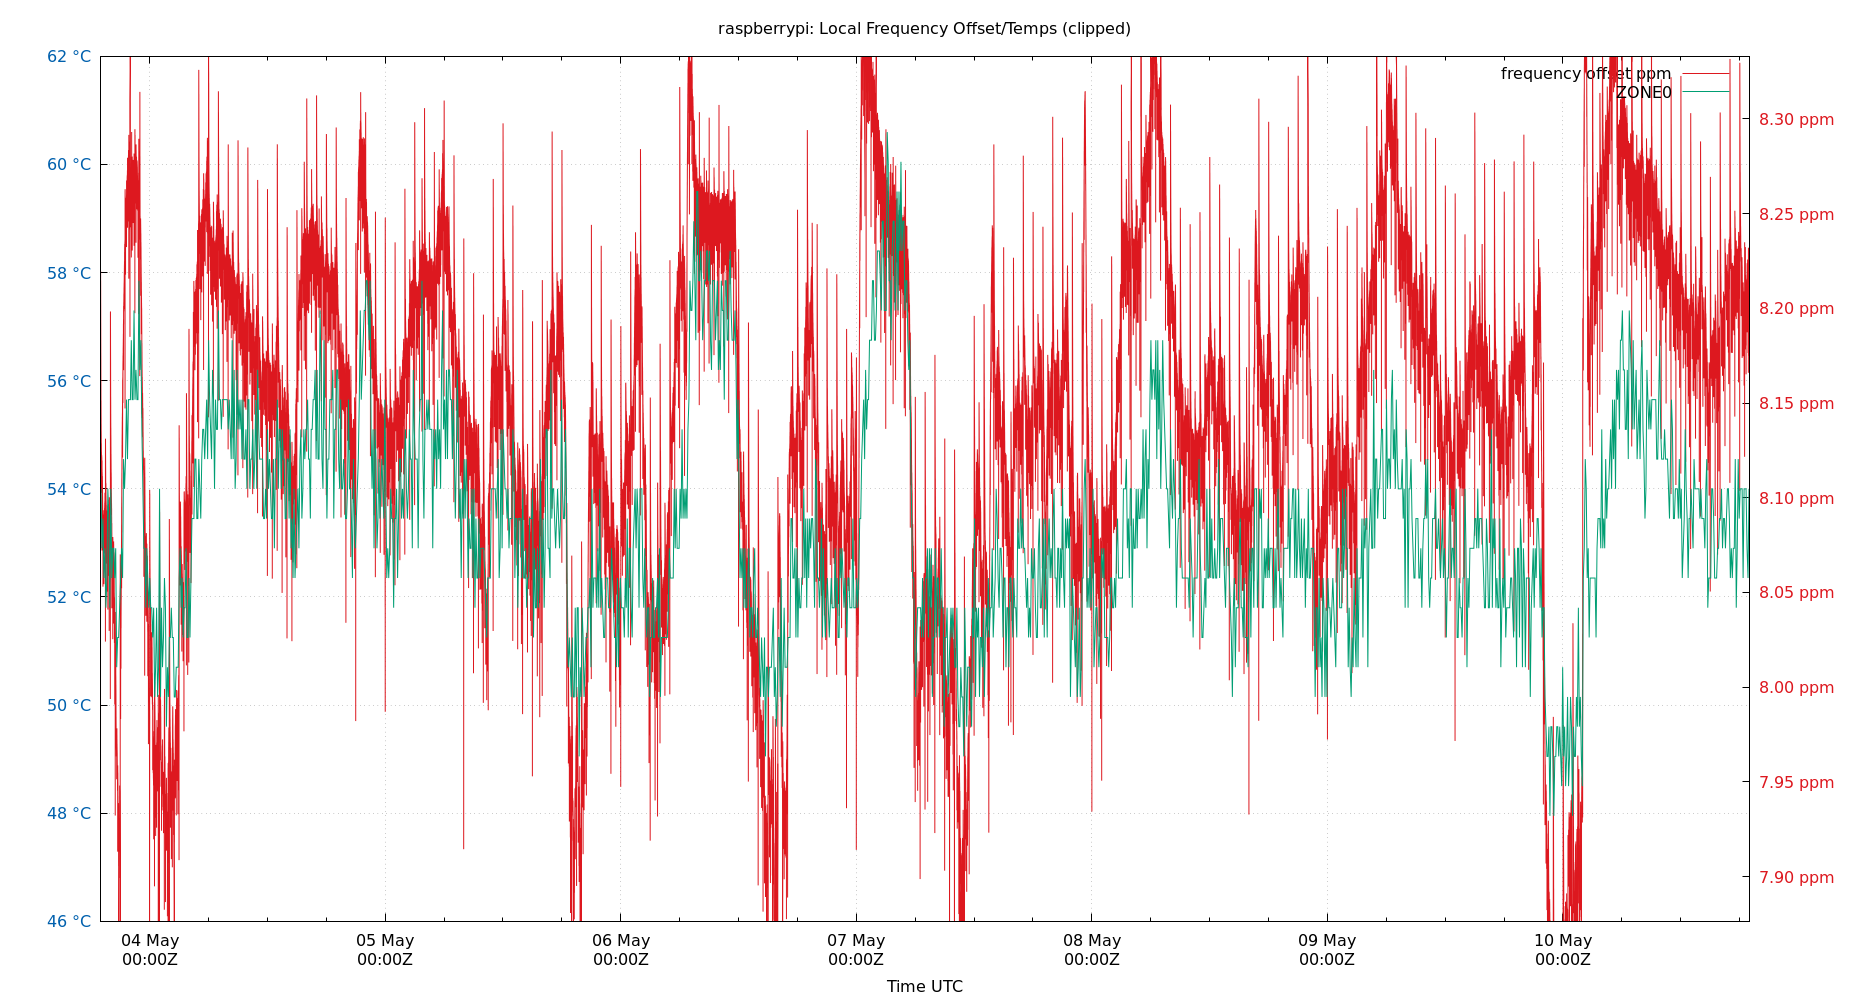 raspberrypi: Local Frequency Offset/Temps (clipped)
62 °C
60 °C
58 °C
56 °C
54 °C
52 °C
50 °C
48 °C
46 °C
frequency offset ppm
ZONE0
8.30 ppm
8.25 ppm
8.20 ppm
8.15 ppm
8.10 ppm
8.05 ppm
8.00 ppm
7.95 ppm
7.90 ppm
04 May 05 May 06 May 07 May 08 May 09 May 10 May
00:00Z 00:00Z 00:00Z 00:00Z 00:00Z 00:00Z 00:00Z
Time UTC